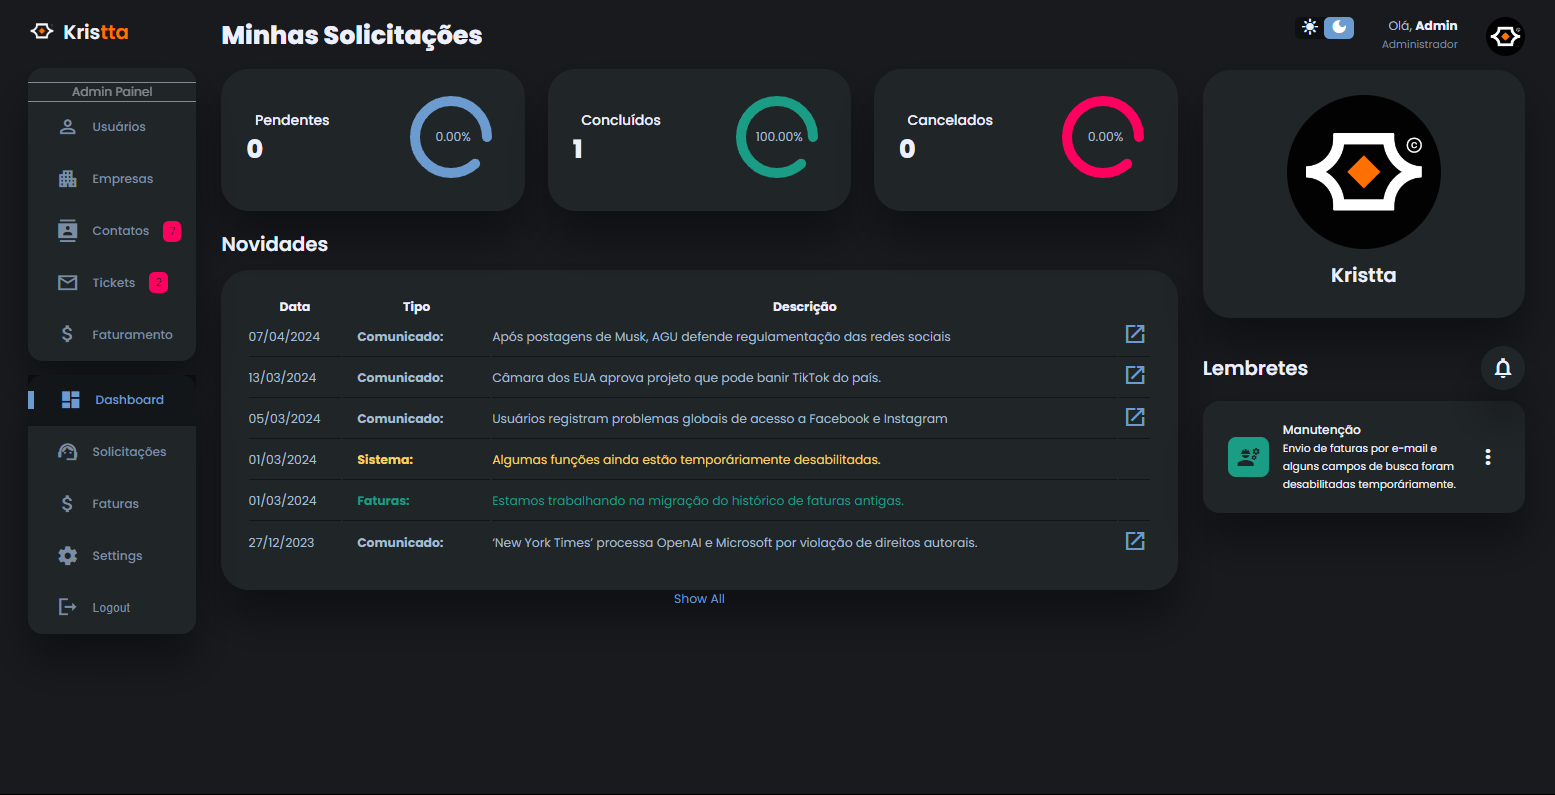 Kristta
Minhas Solicitações
Olá, Admin
Administrador
Admin Painel
Usuários
Empresas
Contatos 7
Tickets 2
Faturamento
Dashboard
Solicitações
Faturas
Settings
Logout
Pendentes
0
0.00%
Concluídos
1
100.00%
Cancelados
0
0.00%
Novidades
Data Tipo Descrição
07/04/2024 Comunicado: Após postagens de Musk, AGU defende regulamentação das redes sociais
13/03/2024 Comunicado: Câmara dos EUA aprova projeto que pode banir TikTok do país.
05/03/2024 Comunicado: Usuários registram problemas globais de acesso a Facebook e Instagram
01/03/2024 Sistema: Algumas funções ainda estão temporáriamente desabilitadas.
01/03/2024 Faturas: Estamos trabalhando na migração do histórico de faturas antigas.
27/12/2023 Comunicado: ‘New York Times’ processa OpenAI e Microsoft por violação de direitos autorais.
Show All
©
Kristta
Lembretes
Manutenção
Envio de faturas por e-mail e
alguns campos de busca foram
desabilitadas temporáriamente.